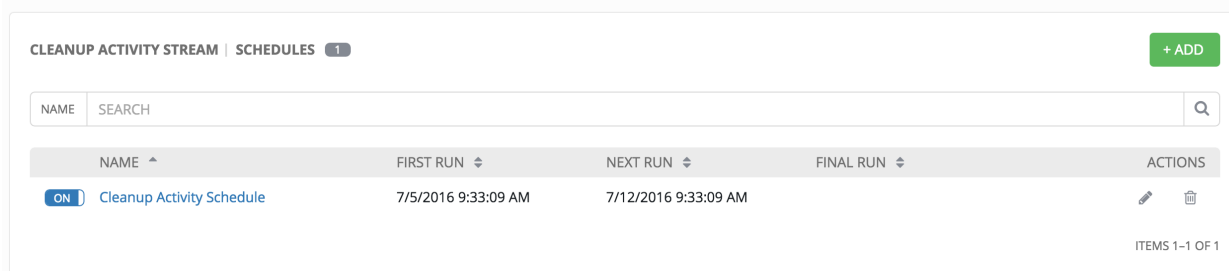 CLEANUP ACTIVITY STREAM | SCHEDULES 1
+ ADD
NAME SEARCH
NAME FIRST RUN NEXT RUN FINAL RUN ACTIONS
ON Cleanup Activity Schedule 7/5/2016 9:33:09 AM 7/12/2016 9:33:09 AM
ITEMS 1–1 OF 1